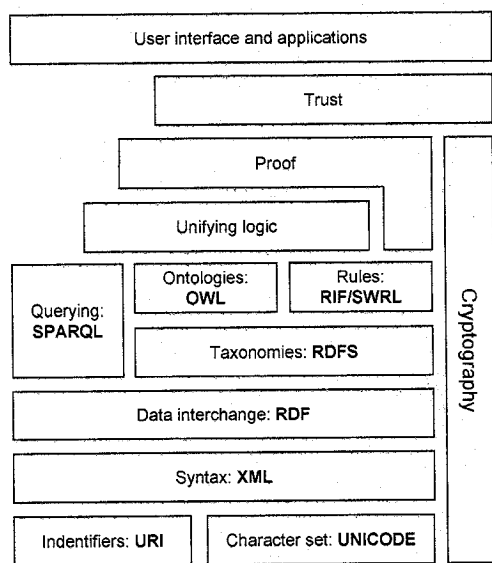 User interface and applications
Trust
Proof
Unifying logic
Querying:
SPARQL
Ontologies:
OWL
Rules:
RIF/SWRL
Taxonomies: RDFS
Data interchange: RDF
Syntax: XML
Indentifiers: URI
Character set: UNICODE
Cryptography